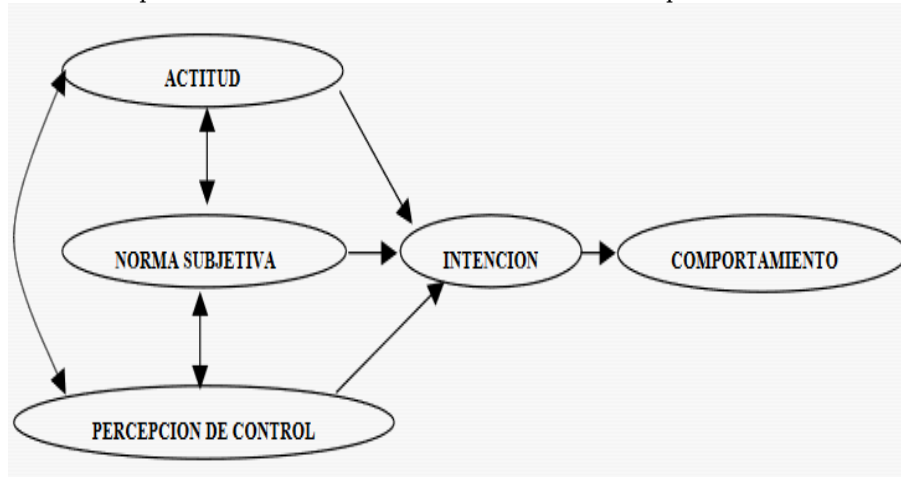 ACTITUD
NORMA SUBJETIVA
INTENCION
COMPORTAMIENTO
PERCEPCION DE CONTROL